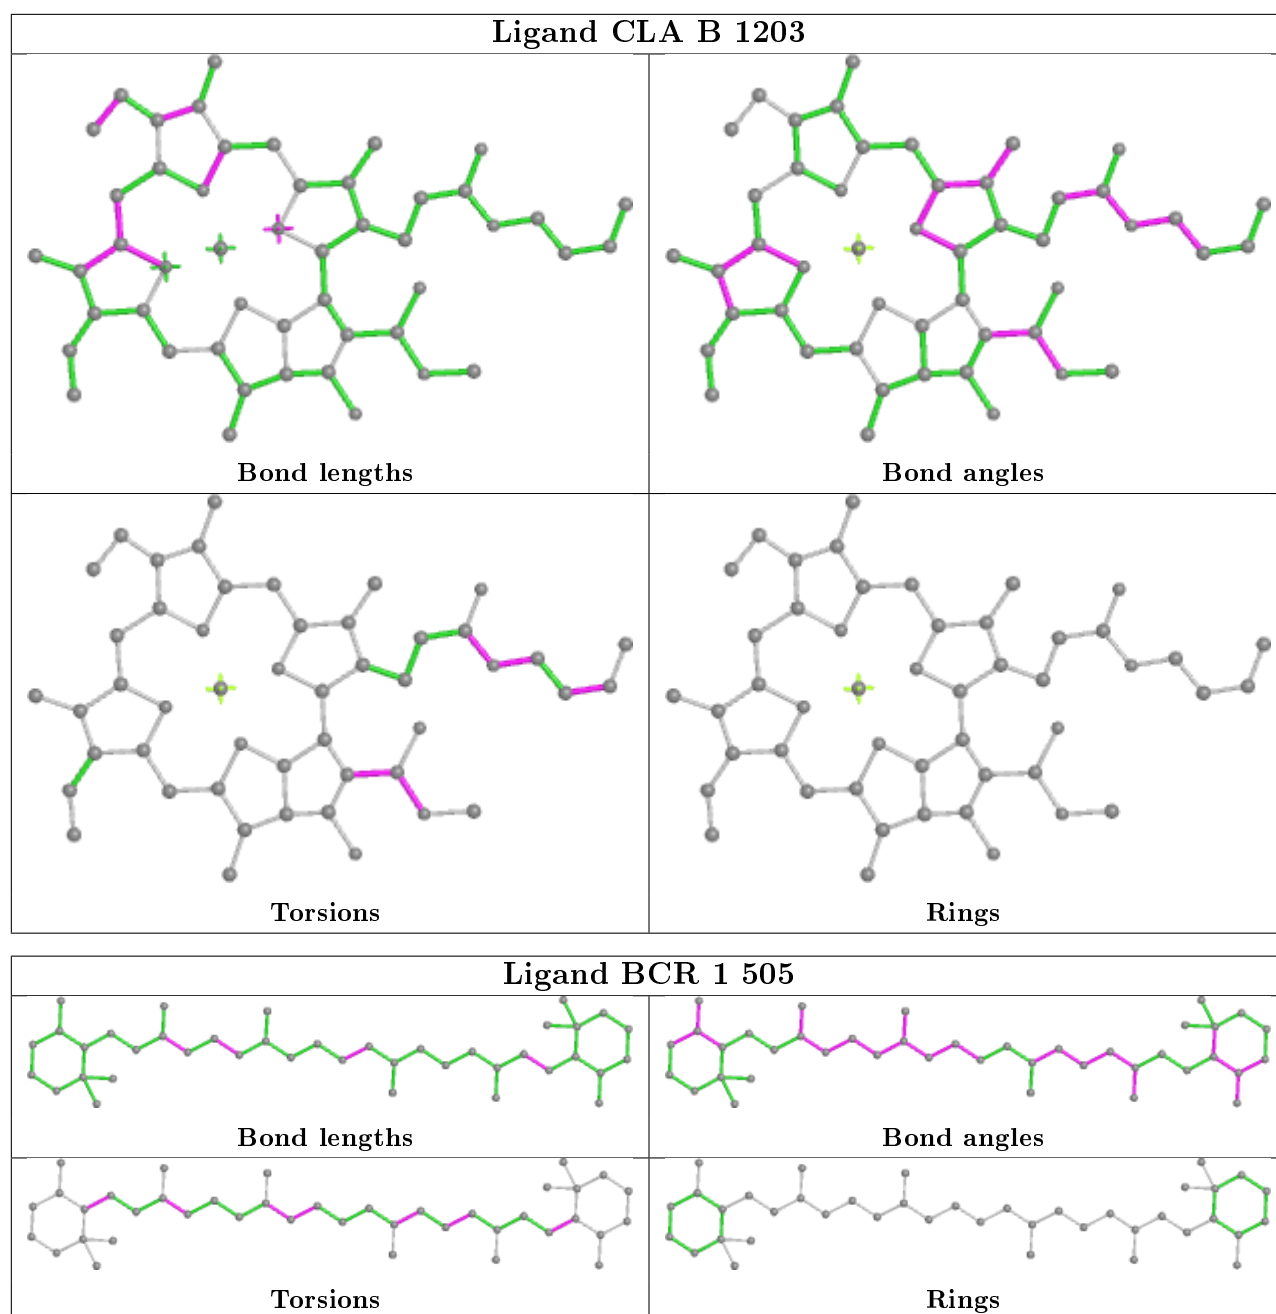 Ligand CLA B 1203
Bond lengths
Bond angles
Torsions
Rings
Ligand BCR 1 505
Bond lengths
Bond angles
Torsions
Rings